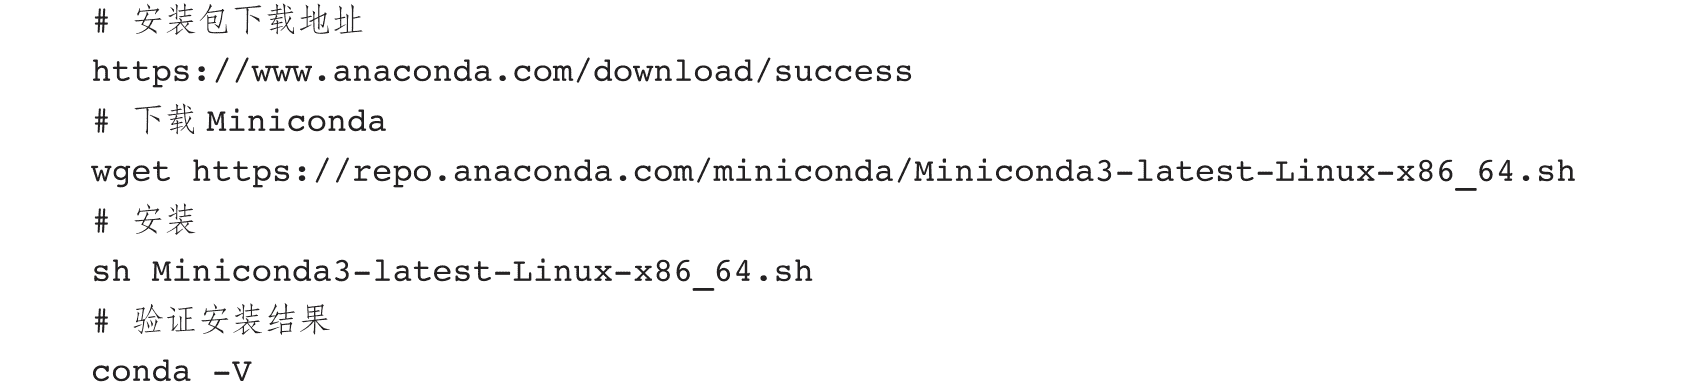 # 安装包下载地址
https://www.anaconda.com/download/success
# 下载 Miniconda
wget https://repo.anaconda.com/miniconda/Miniconda3-latest-Linux-x86_64.sh
# 安装
sh Miniconda3-latest-Linux-x86_64.sh
# 验证安装结果
conda -V